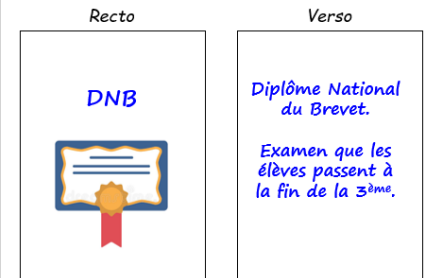 Recto
DNB
Verso
Diplôme National
du Brevet.
Examen que les
élèves passent à
la fin de la 3ème.